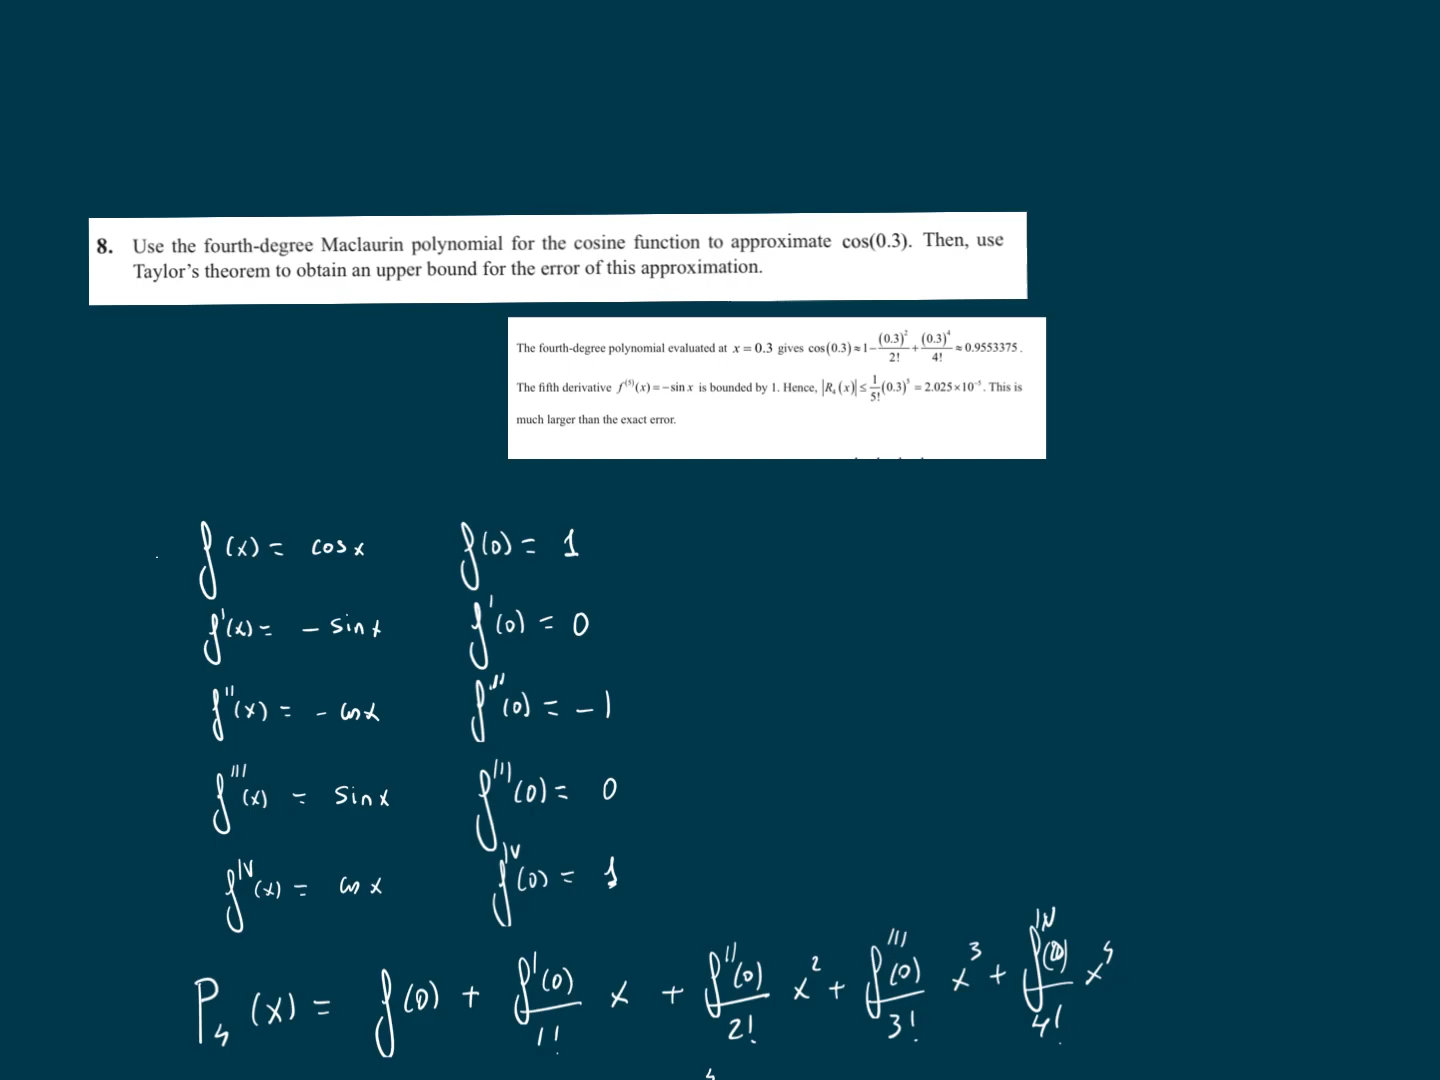 8. Use the fourth-degree Maclaurin polynomial for the cosine function to approximate cos(0.3). Then, use
Taylor's theorem to obtain an upper bound for the error of this approximation.
The fourth-degree polynomial evaluated at x = 0.3 gives cos(0.3) ≈ 1 − (0.3)²/2! + (0.3)⁴/4! ≈ 0.9553375.
The fifth derivative f⁽⁵⁾(x) = −sin x is bounded by 1. Hence, |R₄(x)| ≤ 1/5! (0.3)⁵ = 2.025×10⁻⁵. This is
much larger than the exact error.
f(x) = cos x f(0) = 1
f'(x) = − sin x f'(0) = 0
f''(x) = − cos x f''(0) = − 1
f'''(x) = sin x f'''(0) = 0
f^IV(x) = cos x f^IV(0) = 1
P₄(x) = f(0) + f'(0)/1! x + f''(0)/2! x² + f'''(0)/3! x³ + f^IV(0)/4! x⁴